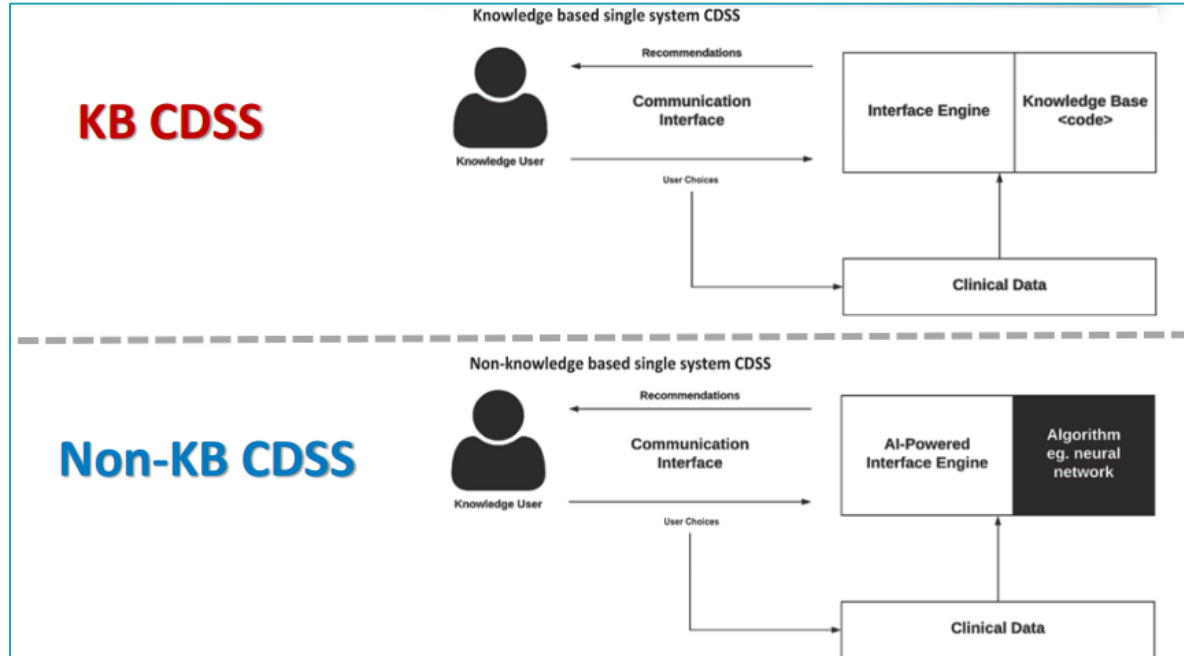 Knowledge based single system CDSS
KB CDSS
Recommendations
Communication
Interface
Knowledge User
User Choices
Interface Engine
Knowledge Base
<code>
Clinical Data
Non-knowledge based single system CDSS
Non-KB CDSS
Recommendations
Communication
Interface
Knowledge User
User Choices
AI-Powered
Interface Engine
Algorithm
eg. neural
network
Clinical Data